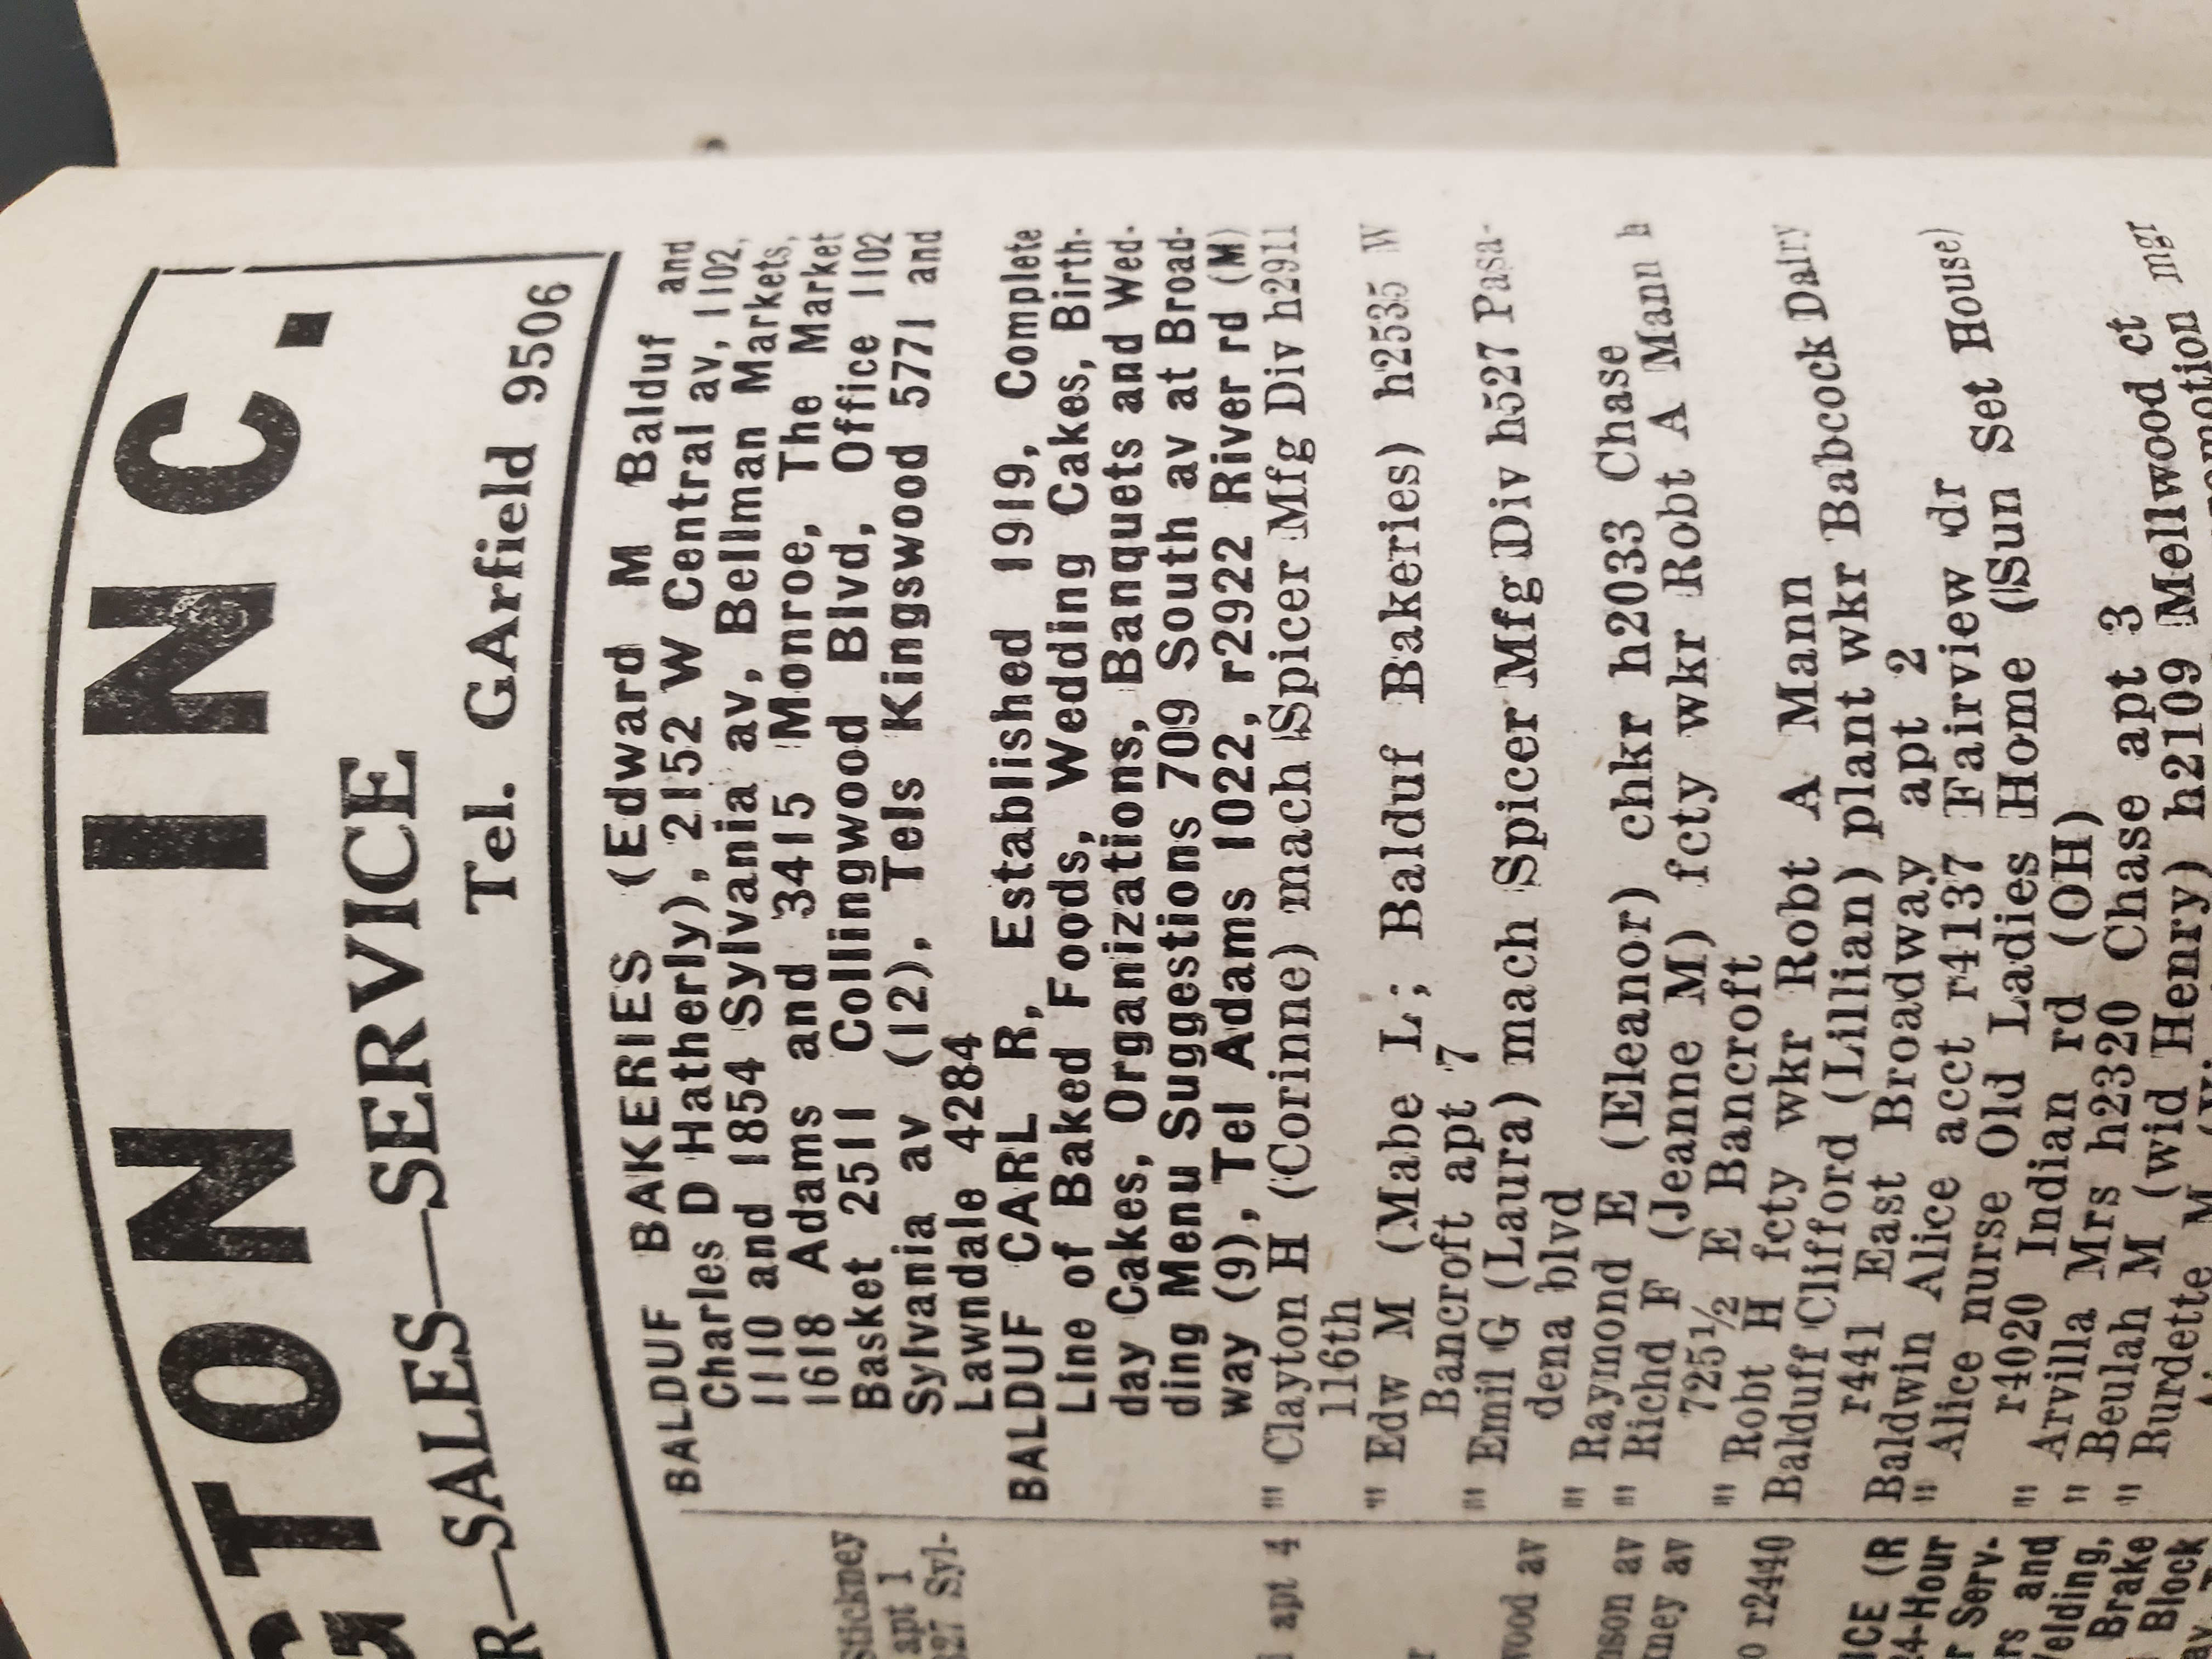 GTON INC.
R—SALES—SERVICE
Tel. GArfield 9506
Stickney
apt 1
827 Syl-
apt 4
wood av
nson av
kney av
o r2440
ICE (R
24-Hour
r Serv-
rs and
Welding,
Brake
Block
BALDUF BAKERIES (Edward M Balduf and
Charles D Hatherly), 2152 W Central av, 1102,
1110 and 1854 Sylvania av, Bellman Markets,
1618 Adams and 3415 Monroe, The Market
Basket 2511 Collingwood Blvd, Office 1102
Sylvania av (12), Tels Kingswood 5771 and
Lawndale 4284
BALDUF CARL R, Established 1919, Complete
Line of Baked Foods, Wedding Cakes, Birth-
day Cakes, Organizations, Banquets and Wed-
ding Menu Suggestions 709 South av at Broad-
way (9), Tel Adams 1022, r2922 River rd (M)
" Clayton H (Corinne) mach Spicer Mfg Div h2911
116th
" Edw M (Mabe L; Balduf Bakeries) h2535 W
Bancroft apt 7
" Emil G (Laura) mach Spicer Mfg Div h527 Pasa-
dena blvd
" Raymond E (Eleanor) chkr h2033 Chase
" Richd F (Jeanne M) fcty wkr Robt A Mann h
725½ E Bancroft
" Robt H fcty wkr Robt A Mann
Balduff Clifford (Lillian) plant wkr Babcock Dairy
r441 East Broadway apt 2
Baldwin Alice acct r4137 Fairview dr
" Alice nurse Old Ladies Home (Sun Set House)
r4020 Indian rd (OH)
" Arvilla Mrs h2320 Chase apt 3
" Beulah M (wid Henry) h2109 Mellwood ct
" Burdette M